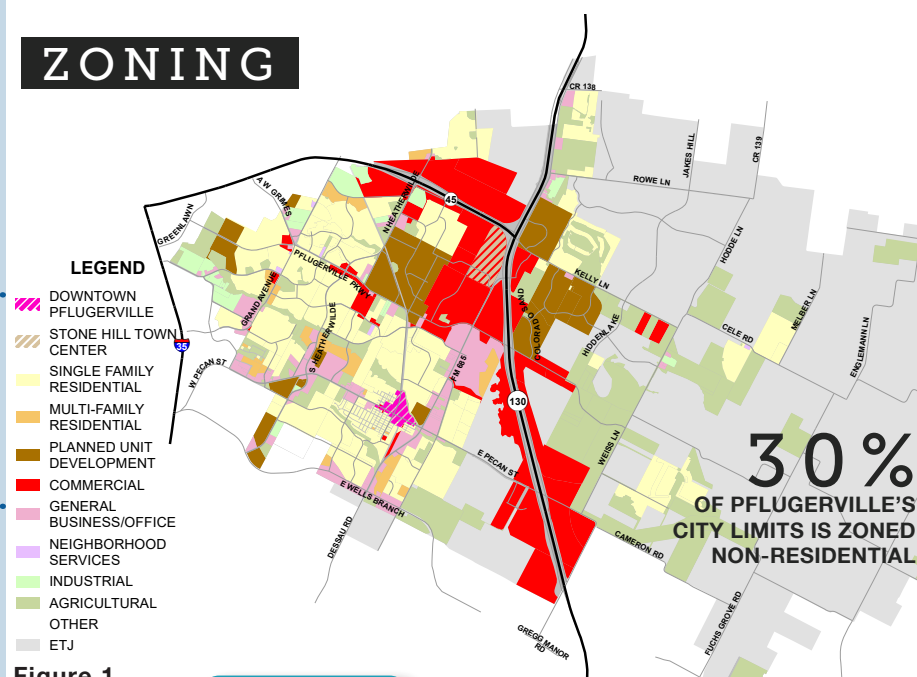 ZONING
LEGEND
DOWNTOWN
PFLUGERVILLE
STONE HILL TOWN
CENTER
SINGLE FAMILY
RESIDENTIAL
MULTI-FAMILY
RESIDENTIAL
PLANNED UNIT
DEVELOPMENT
COMMERCIAL
GENERAL
BUSINESS/OFFICE
NEIGHBORHOOD
SERVICES
INDUSTRIAL
AGRICULTURAL
OTHER
ETJ
Figure 1
CR 138
JAKES HILL
CR 139
ROWE LN
A W GRIMES
N HEATHERWILDE
45
GREENLAWN
PFLUGERVILLE PKWY
HODDE LN
KELLY LN
GRAND AVENUE
COLORADO SAND
MELBER LN
35
S HEATHERWILDE
HIDDEN LAKE
CELE RD
ENGLEMANN LN
W PECAN ST
FM 685
130
WEISS LN
E PECAN ST
E WELLS BRANCH
DESSAU RD
CAMERON RD
FUCHS GROVE RD
GREGG MANOR
RD
30%
OF PFLUGERVILLE'S
CITY LIMITS IS ZONED
NON-RESIDENTIAL